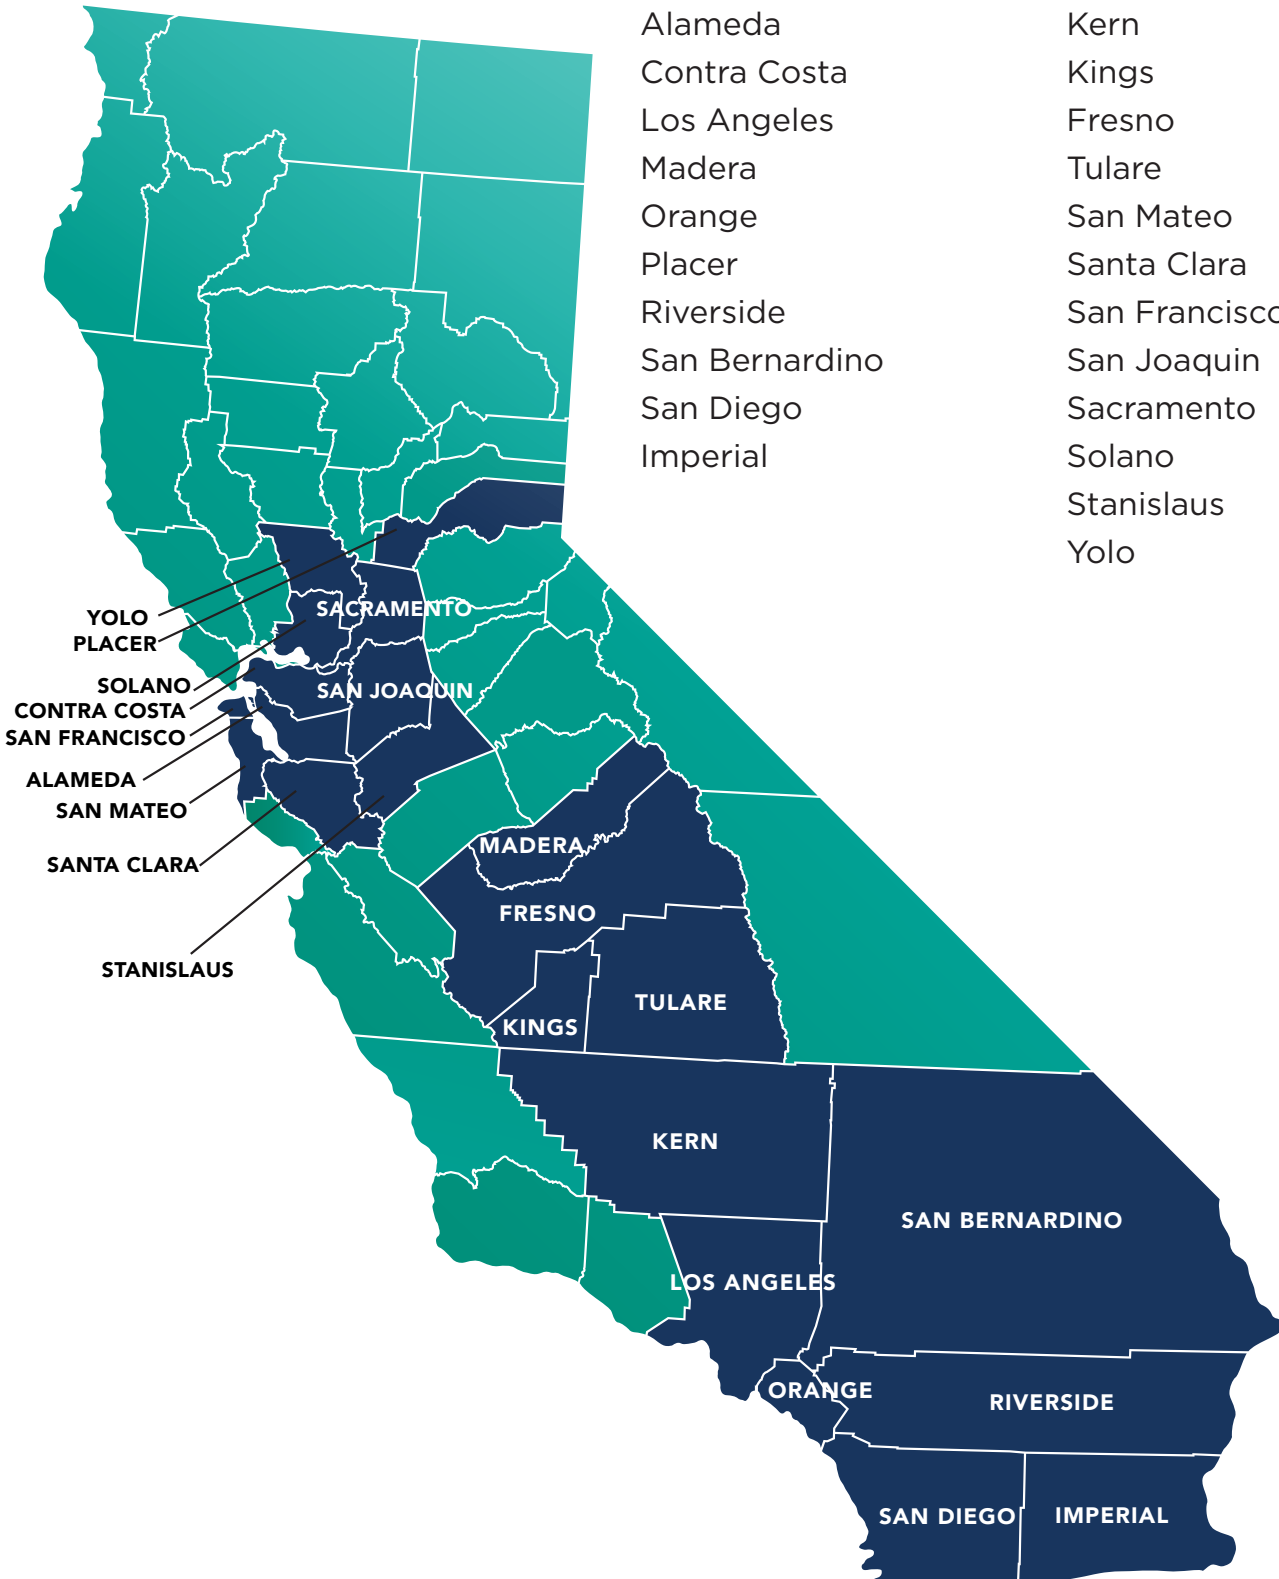 Alameda
Contra Costa
Los Angeles
Madera
Orange
Placer
Riverside
San Bernardino
San Diego
Imperial
Kern
Kings
Fresno
Tulare
San Mateo
Santa Clara
San Francisco
San Joaquin
Sacramento
Solano
Stanislaus
Yolo
YOLO
SACRAMENTO
PLACER
SOLANO
SAN JOAQUIN
CONTRA COSTA
SAN FRANCISCO
ALAMEDA
SAN MATEO
MADERA
SANTA CLARA
FRESNO
STANISLAUS
TULARE
KINGS
KERN
SAN BERNARDINO
LOS ANGELES
ORANGE
RIVERSIDE
SAN DIEGO
IMPERIAL